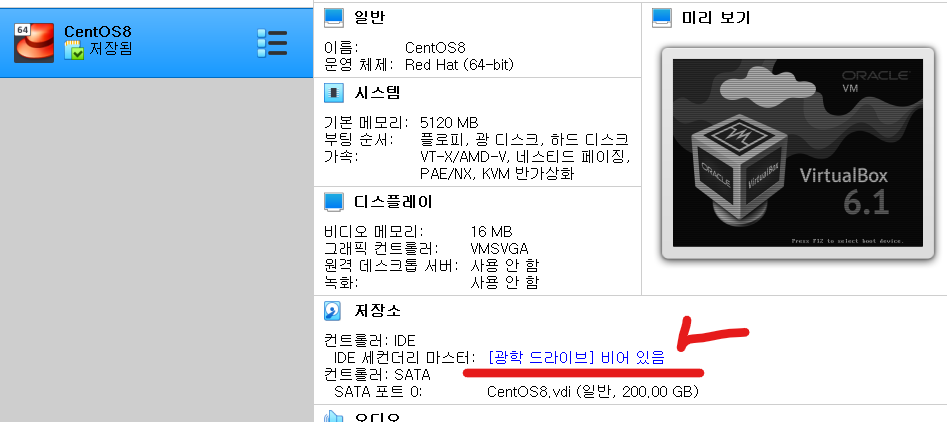 64
CentOS8
저장됨
일반
이름: CentOS8
운영 체제: Red Hat (64-bit)
시스템
기본 메모리: 5120 MB
부팅 순서: 플로피, 광 디스크, 하드 디스크
가속: VT-X/AMD-V, 네스티드 페이징,
PAE/NX, KVM 반가상화
디스플레이
비디오 메모리: 16 MB
그래픽 컨트롤러: VMSVGA
원격 데스크톱 서버: 사용 안 함
녹화: 사용 안 함
저장소
컨트롤러: IDE
IDE 세컨더리 마스터: [광학 드라이브] 비어 있음
컨트롤러: SATA
SATA 포트 0: CentOS8.vdi (일반, 200.00 GB)
오디오
미리 보기
ORACLE
VM
ORACLE
VirtualBox
VirtualBox
6.1
Press F12 to select boot device.